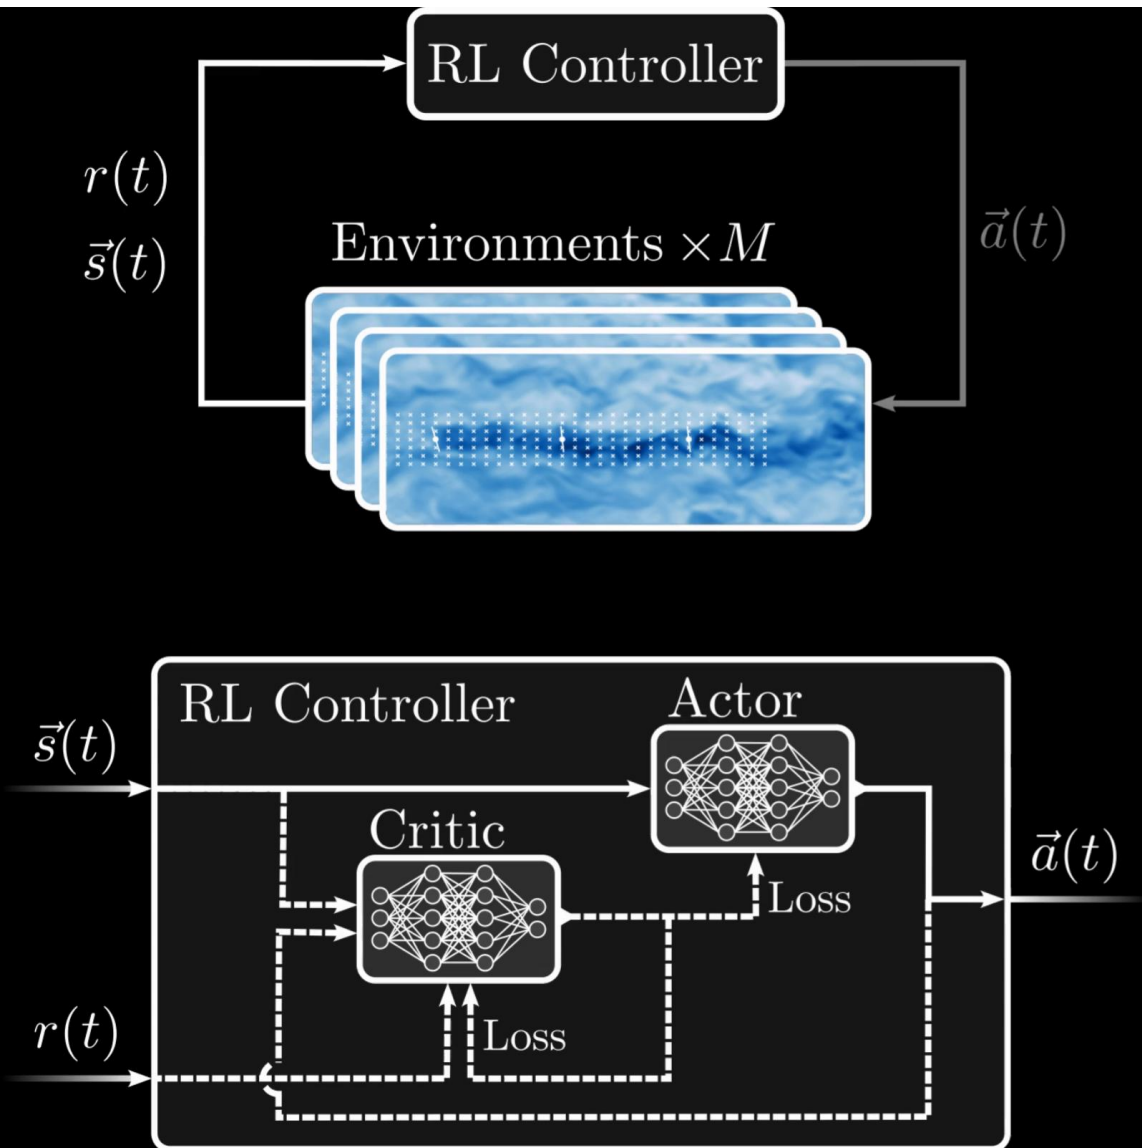 RL Controller
r(t)
s⃗(t)
Environments ×M
a⃗(t)
RL Controller
Actor
s⃗(t)
Critic
a⃗(t)
Loss
r(t)
Loss